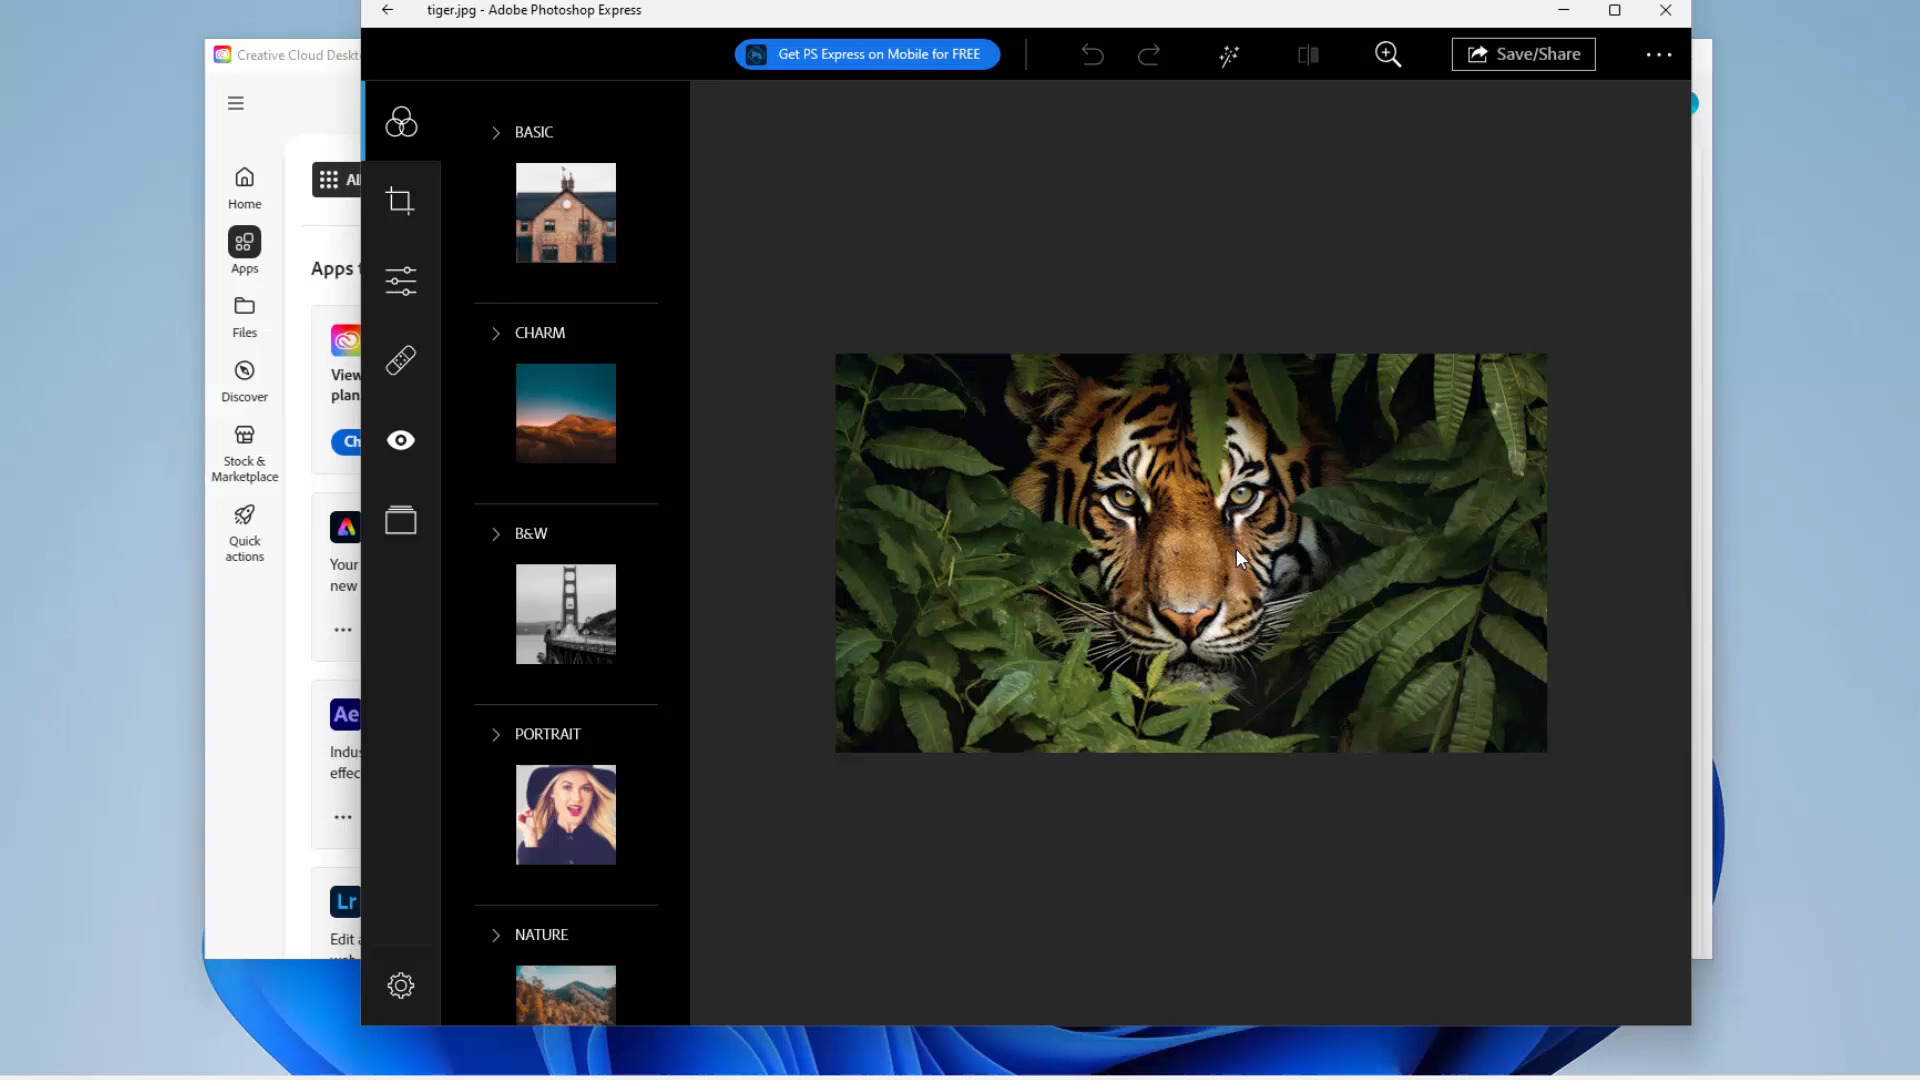 tiger.jpg - Adobe Photoshop Express
Creative Cloud Deskt
Get PS Express on Mobile for FREE
Save/Share
Home
Apps
Files
Discover
Stock &
Marketplace
Quick
actions
Al
Apps
View
plan
Ch
Your
new
Ae
Indus
effec
Lr
Edit
BASIC
CHARM
B&W
PORTRAIT
NATURE